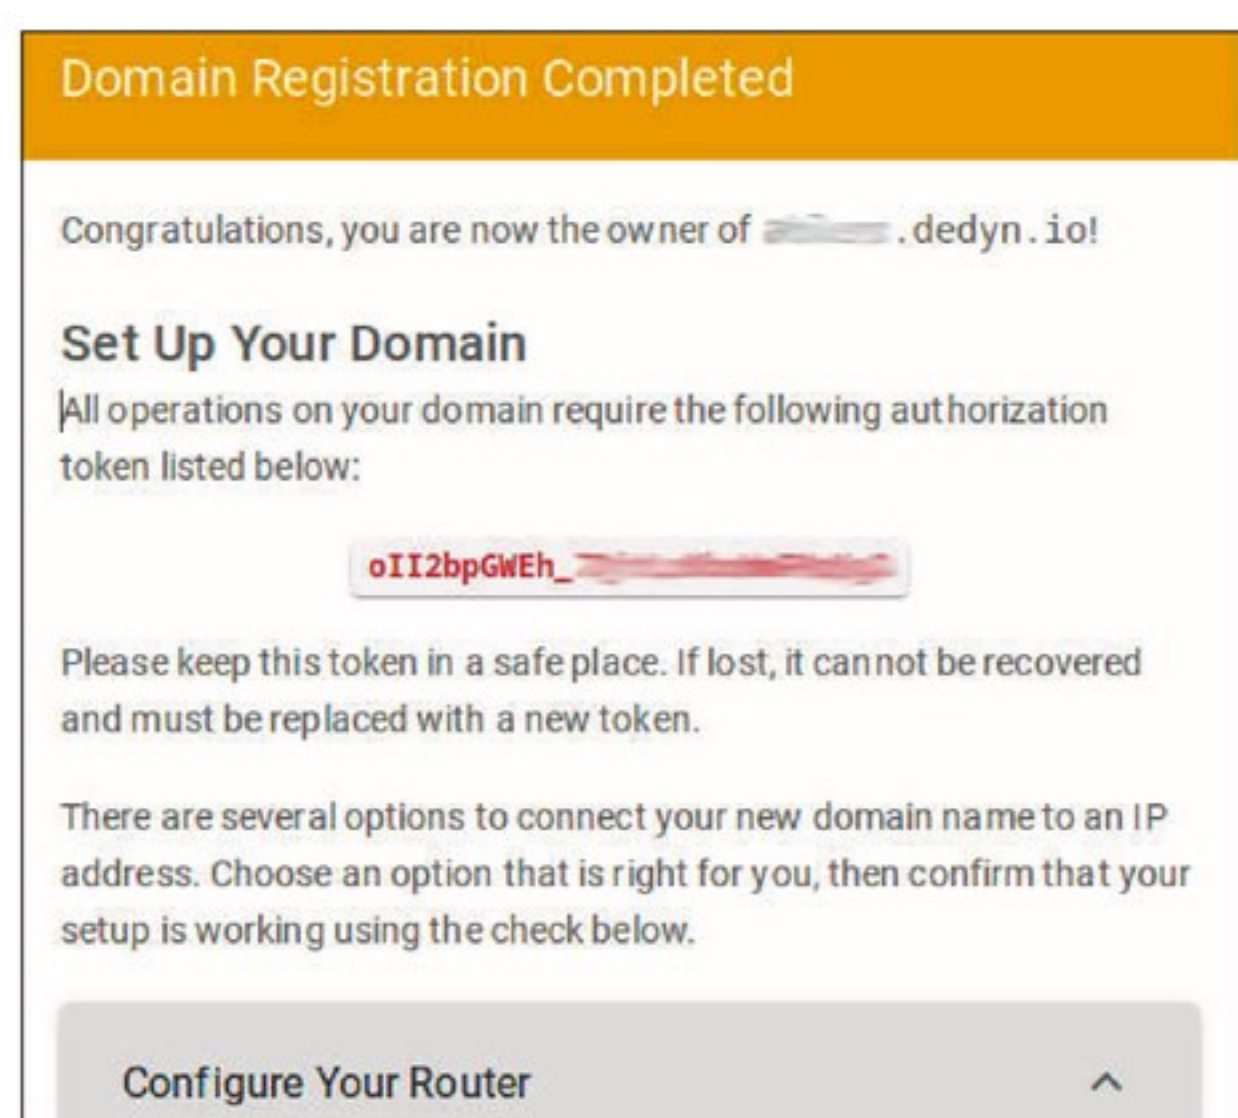 Domain Registration Completed
Congratulations, you are now the owner of .dedyn.io!
Set Up Your Domain
All operations on your domain require the following authorization
token listed below:
oII2bpGWEh_
Please keep this token in a safe place. If lost, it cannot be recovered
and must be replaced with a new token.
There are several options to connect your new domain name to an IP
address. Choose an option that is right for you, then confirm that your
setup is working using the check below.
Configure Your Router